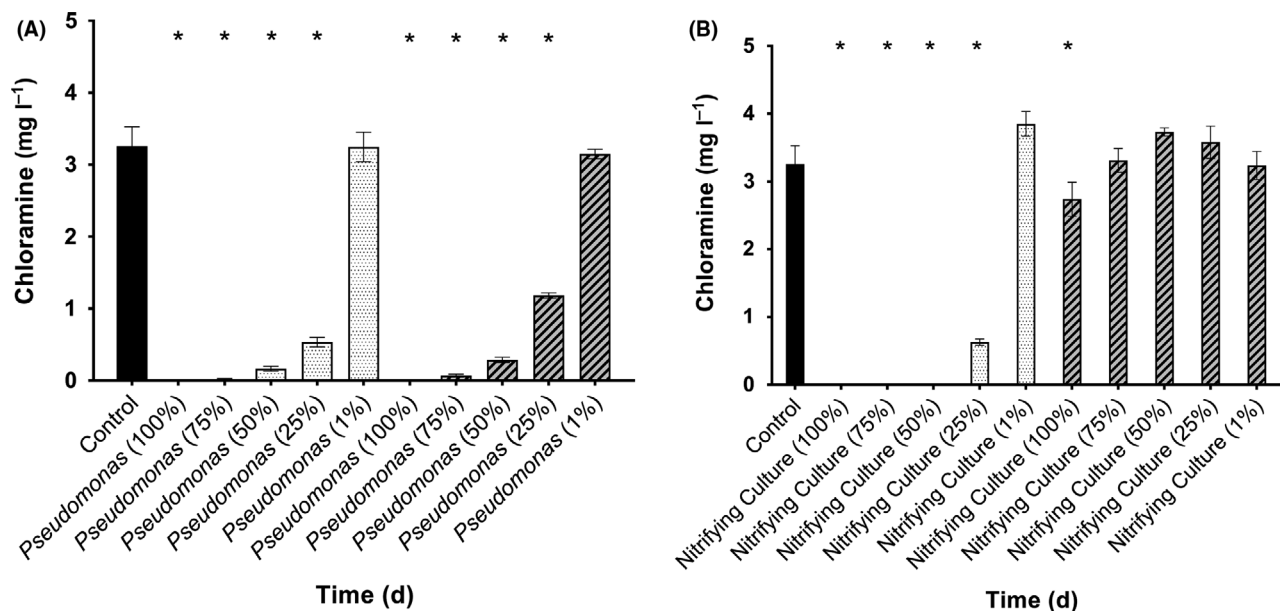 (A)
5
4
3
2
1
0
Chloramine (mg l⁻¹)
* * * * * * * *
Control
Pseudomonas (100%)
Pseudomonas (75%)
Pseudomonas (50%)
Pseudomonas (25%)
Pseudomonas (1%)
Pseudomonas (100%)
Pseudomonas (75%)
Pseudomonas (50%)
Pseudomonas (25%)
Pseudomonas (1%)
Time (d)
(B)
5
4
3
2
1
0
Chloramine (mg l⁻¹)
* * * * *
Control
Nitrifying Culture (100%)
Nitrifying Culture (75%)
Nitrifying Culture (50%)
Nitrifying Culture (25%)
Nitrifying Culture (1%)
Nitrifying Culture (100%)
Nitrifying Culture (75%)
Nitrifying Culture (50%)
Nitrifying Culture (25%)
Nitrifying Culture (1%)
Time (d)